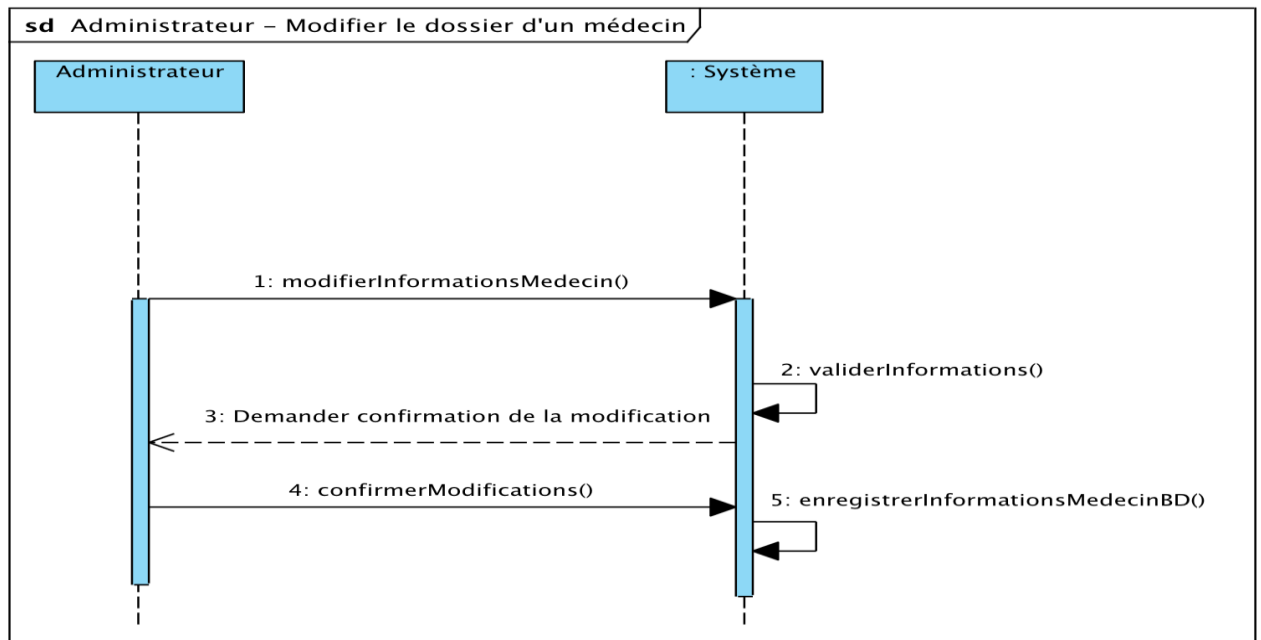 sd Administrateur – Modifier le dossier d'un médecin
Administrateur
: Système
1: modifierInformationsMedecin()
2: validerInformations()
3: Demander confirmation de la modification
4: confirmerModifications()
5: enregistrerInformationsMedecinBD()